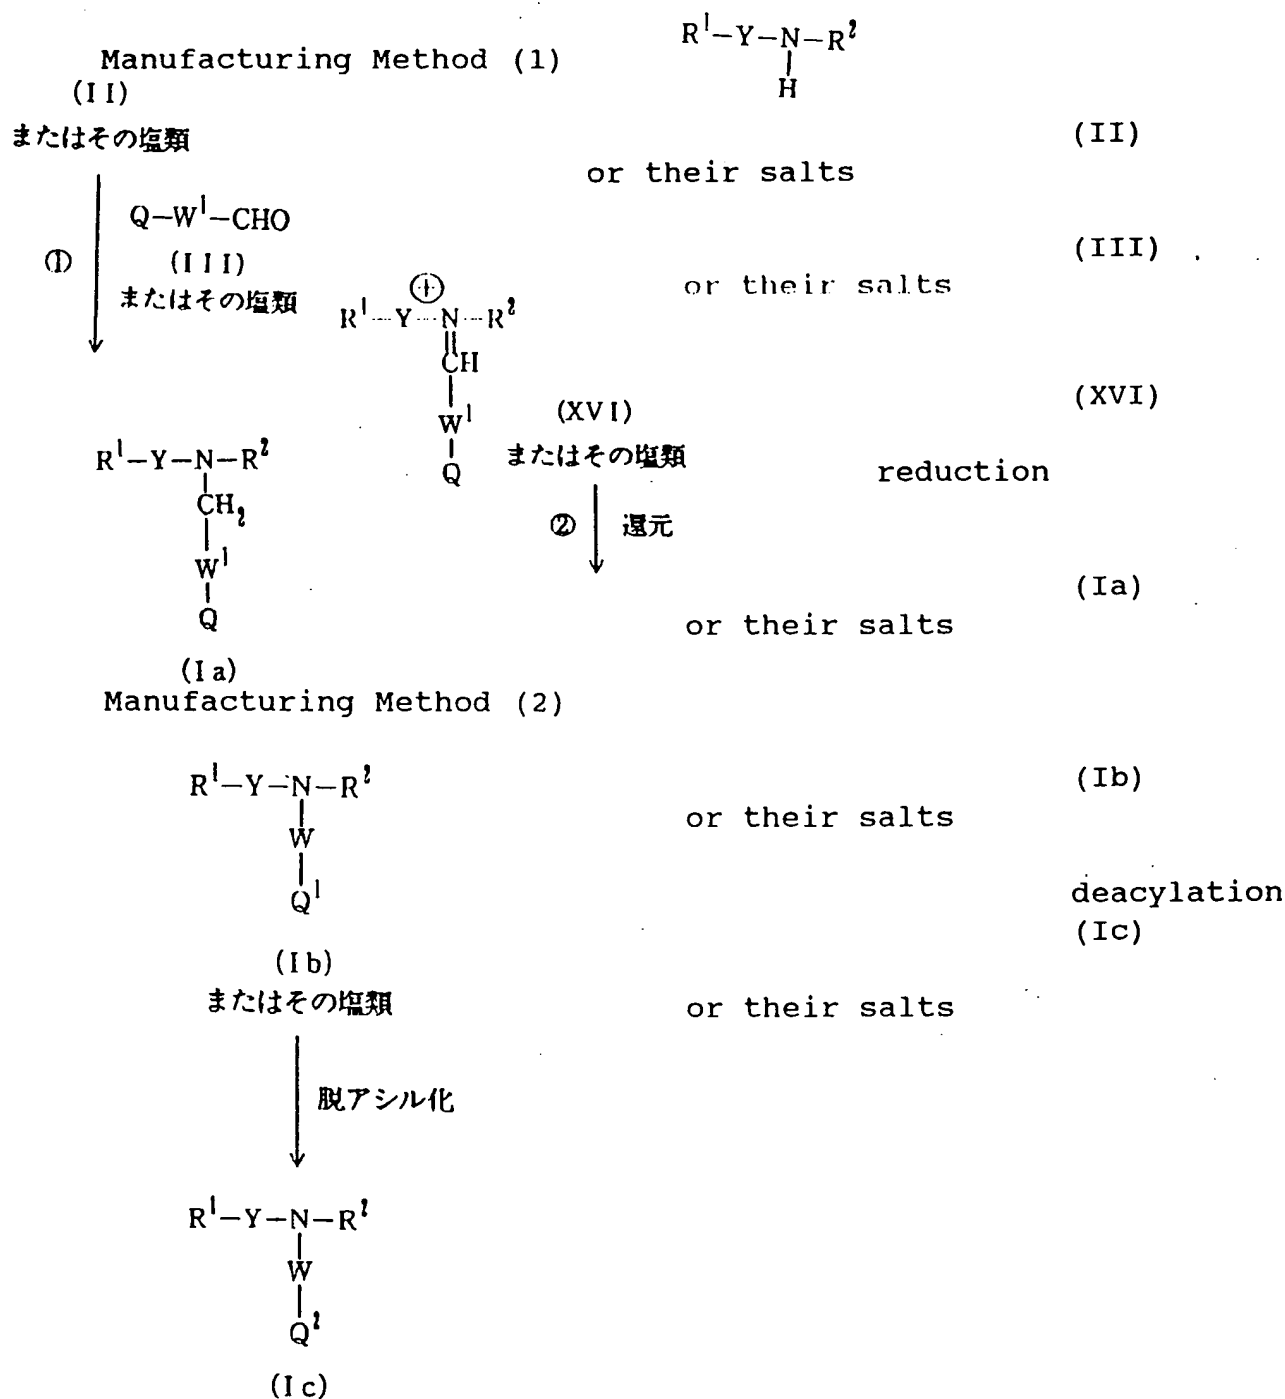 R¹—Y—N—R²
H
Manufacturing Method (1)
(II)
またはその塩類
(II)
or their salts
Q—W¹—CHO
①
(III)
またはその塩類
(III)
or their salts
⊕
R¹—Y—N—R²
CH
W¹
Q
(XVI)
またはその塩類
(XVI)
reduction
② 還元
R¹—Y—N—R²
CH₂
W¹
Q
(Ia)
(Ia)
or their salts
Manufacturing Method (2)
R¹—Y—N—R²
W
Q¹
(Ib)
or their salts
deacylation
(Ic)
(Ib)
またはその塩類
or their salts
脱アシル化
R¹—Y—N—R²
W
Q²
(Ic)